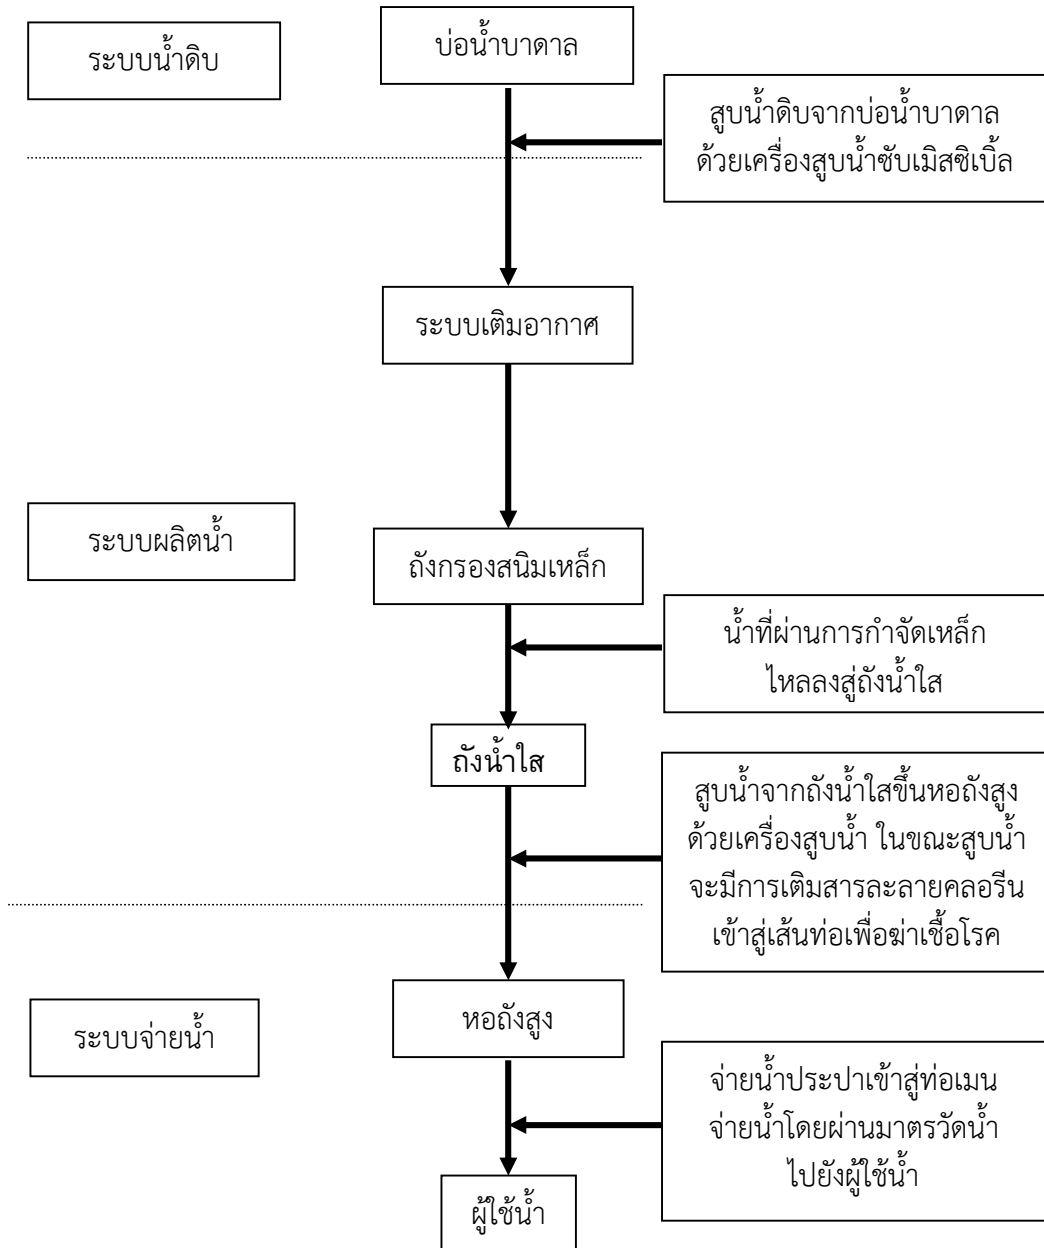 ระบบน้ำดิบ
บ่อน้ำบาดาล
สูบน้ำดิบจากบ่อน้ำบาดาล
ด้วยเครื่องสูบน้ำซับเมิสซิเบิ้ล
ระบบเติมอากาศ
ระบบผลิตน้ำ
ถังกรองสนิมเหล็ก
น้ำที่ผ่านการกำจัดเหล็ก
ไหลลงสู่ถังน้ำใส
ถังน้ำใส
สูบน้ำจากถังน้ำใสขึ้นหอถังสูง
ด้วยเครื่องสูบน้ำ ในขณะสูบน้ำ
จะมีการเติมสารละลายคลอรีน
เข้าสู่เส้นท่อเพื่อฆ่าเชื้อโรค
ระบบจ่ายน้ำ
หอถังสูง
จ่ายน้ำประปาเข้าสู่ท่อเมน
จ่ายน้ำโดยผ่านมาตรวัดน้ำ
ไปยังผู้ใช้น้ำ
ผู้ใช้น้ำ